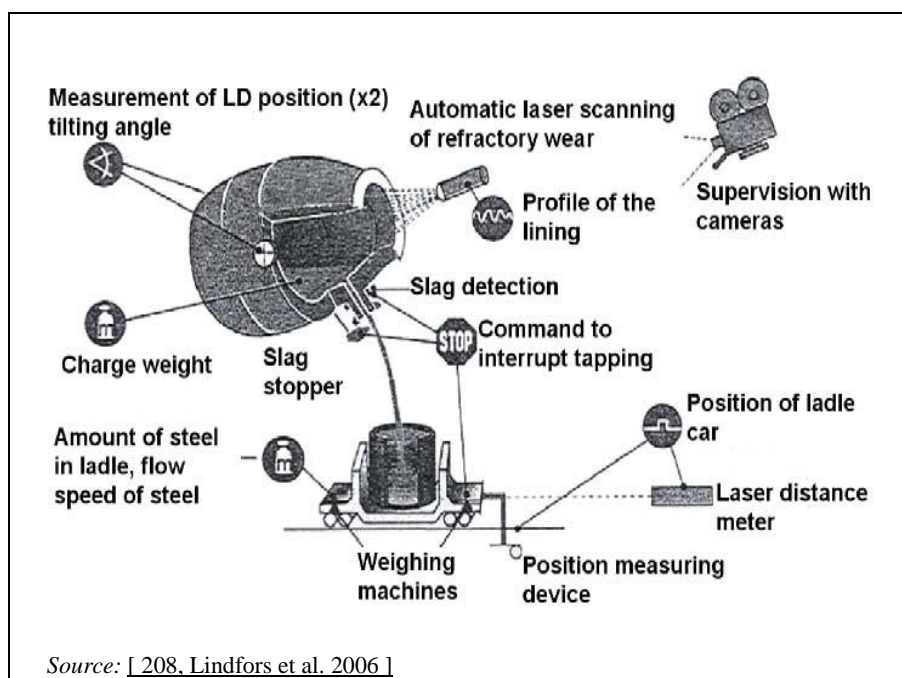 Measurement of LD position (x2)
tilting angle
Automatic laser scanning
of refractory wear
Supervision with
cameras
Profile of the
lining
Slag detection
Charge weight
Slag
stopper
STOP
Command to
interrupt tapping
Position of ladle
car
Amount of steel
in ladle, flow
speed of steel
m
m
Laser distance
meter
Weighing
machines
Position measuring
device
Source: [ 208, Lindfors et al. 2006 ]